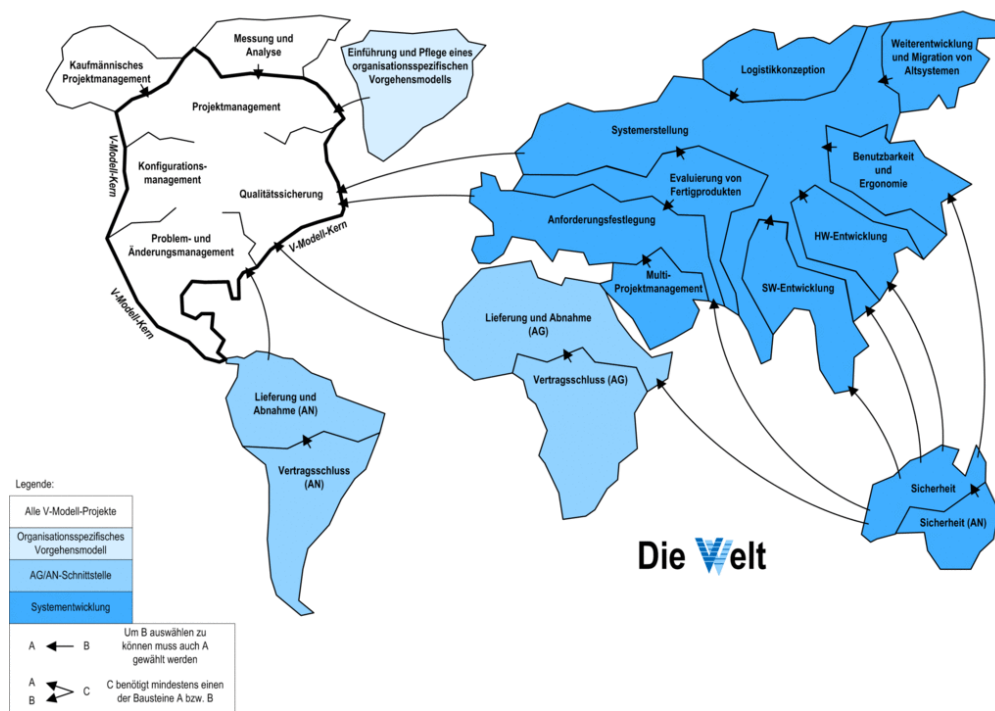 Messung und
Analyse
Kaufmännisches
Projektmanagement
Einführung und Pflege eines
organisationsspezifischen
Vorgehensmodells
Projektmanagement
V-Modell-Kern
Konfigurations-
management
Qualitätssicherung
Problem- und
Änderungsmanagement
V-Modell-Kern
V-Modell-Kern
Logistikkonzeption
Weiterentwicklung
und Migration von
Altsystemen
Systemerstellung
Benutzbarkeit
und
Ergonomie
Evaluierung von
Fertigprodukten
Anforderungsfestlegung
HW-Entwicklung
Multi-
Projektmanagement
SW-Entwicklung
Lieferung und Abnahme
(AG)
Vertragsschluss (AG)
Lieferung und
Abnahme (AN)
Vertragsschluss
(AN)
Sicherheit
Sicherheit (AN)
Die Welt
Legende:
Alle V-Modell-Projekte
Organisationsspezifisches
Vorgehensmodell
AG/AN-Schnittstelle
Systementwicklung
A B
Um B auswählen zu
können muss auch A
gewählt werden
A
B
C
C benötigt mindestens einen
der Bausteine A bzw. B